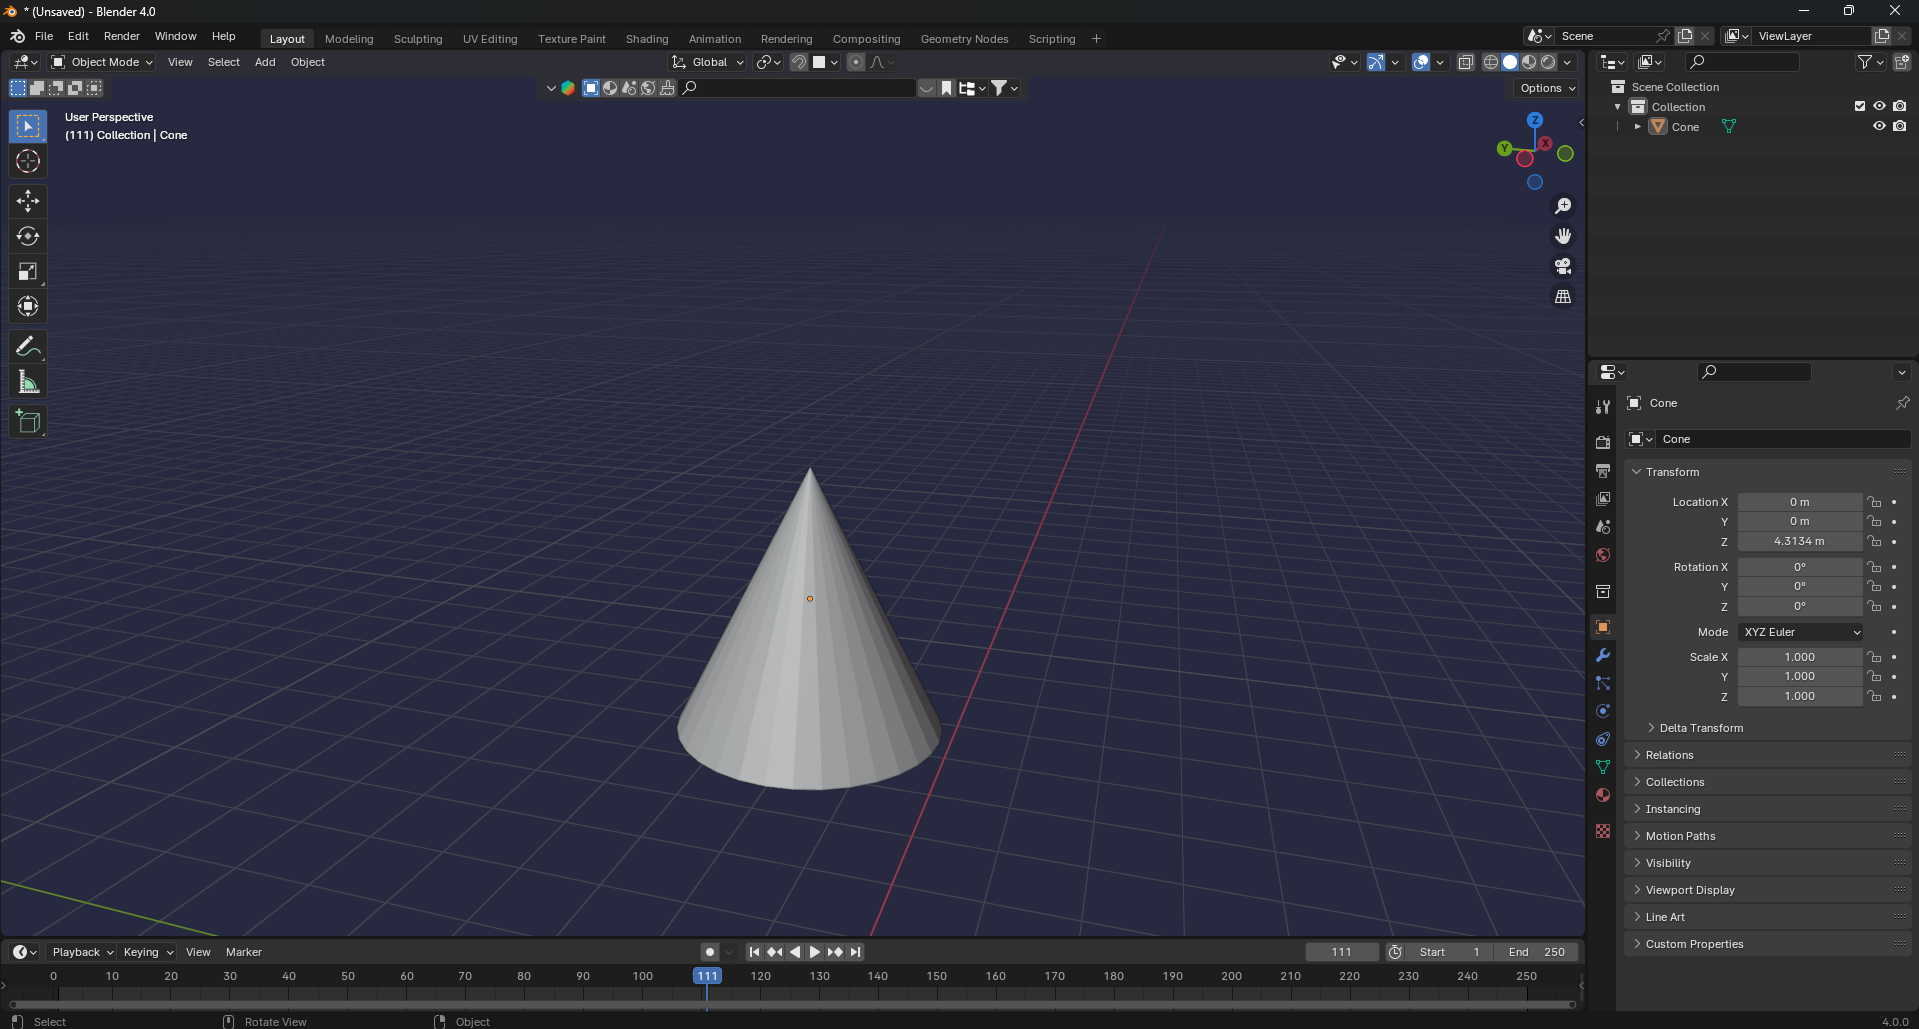 * (Unsaved) - Blender 4.0
File Edit Render Window Help
Layout Modeling Sculpting UV Editing Texture Paint Shading Animation Rendering Compositing Geometry Nodes Scripting +
Scene
ViewLayer
Object Mode View Select Add Object
Global
Options
User Perspective
(111) Collection | Cone
Z
Y
X
Scene Collection
Collection
Cone
Cone
Cone
Transform
Location X 0 m
Y 0 m
Z 4.3134 m
Rotation X 0°
Y 0°
Z 0°
Mode XYZ Euler
Scale X 1.000
Y 1.000
Z 1.000
Delta Transform
Relations
Collections
Instancing
Motion Paths
Visibility
Viewport Display
Line Art
Custom Properties
Playback Keying View Marker
111
Start 1
End 250
0 10 20 30 40 50 60 70 80 90 100 111 120 130 140 150 160 170 180 190 200 210 220 230 240 250
Select
Rotate View
Object
4.0.0